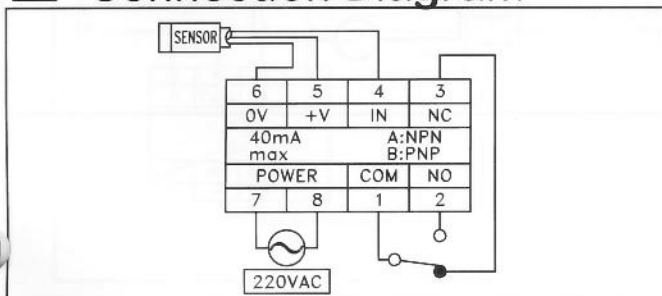 Connection Diagram
SENSOR
6 5 4 3
0V +V IN NC
40mA A:NPN
max B:PNP
POWER COM NO
7 8 1 2
220VAC